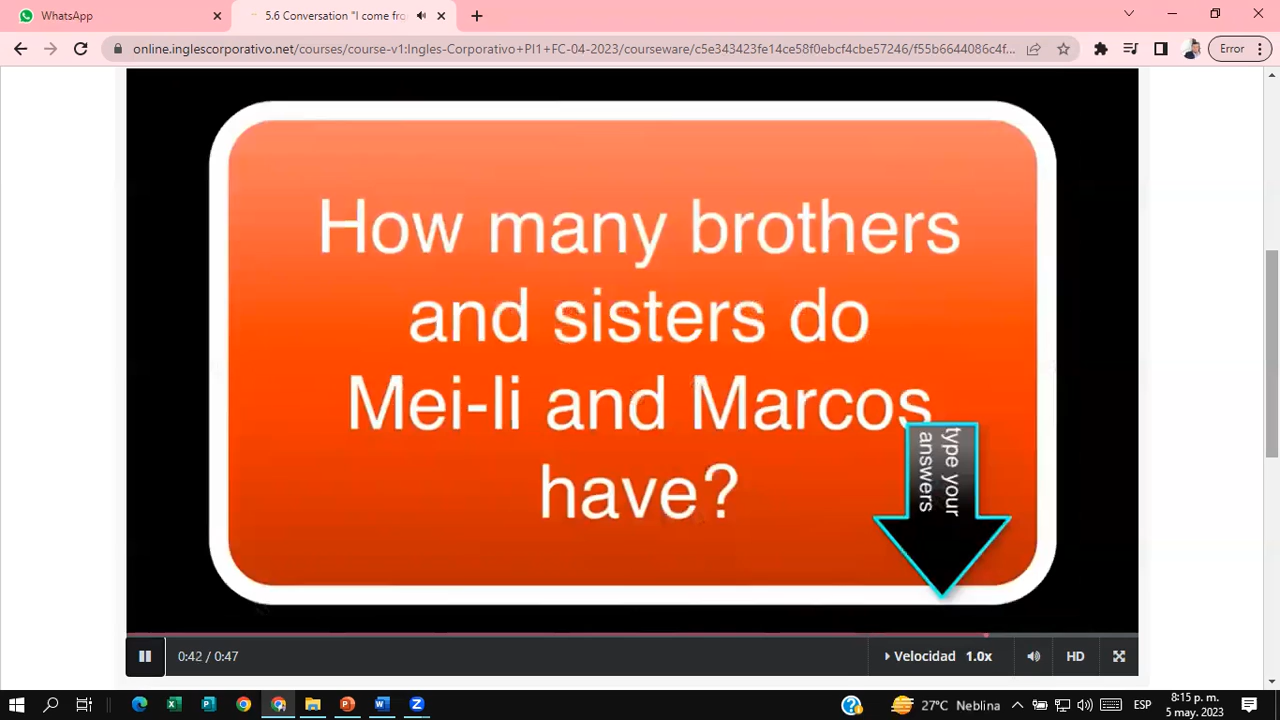 WhatsApp
5.6 Conversation "I come fro
online.inglescorporativo.net/courses/course-v1:Ingles-Corporativo+PI1+FC-04-2023/courseware/c5e343423fe14ce58f0ebcf4cbe57246/f55b6644086c4f...
Error
How many brothers
and sisters do
Mei-li and Marcos
have?
type your
answers
0:42 / 0:47
Velocidad 1.0x
HD
27°C Neblina
ESP
8:15 p. m.
5 may. 2023